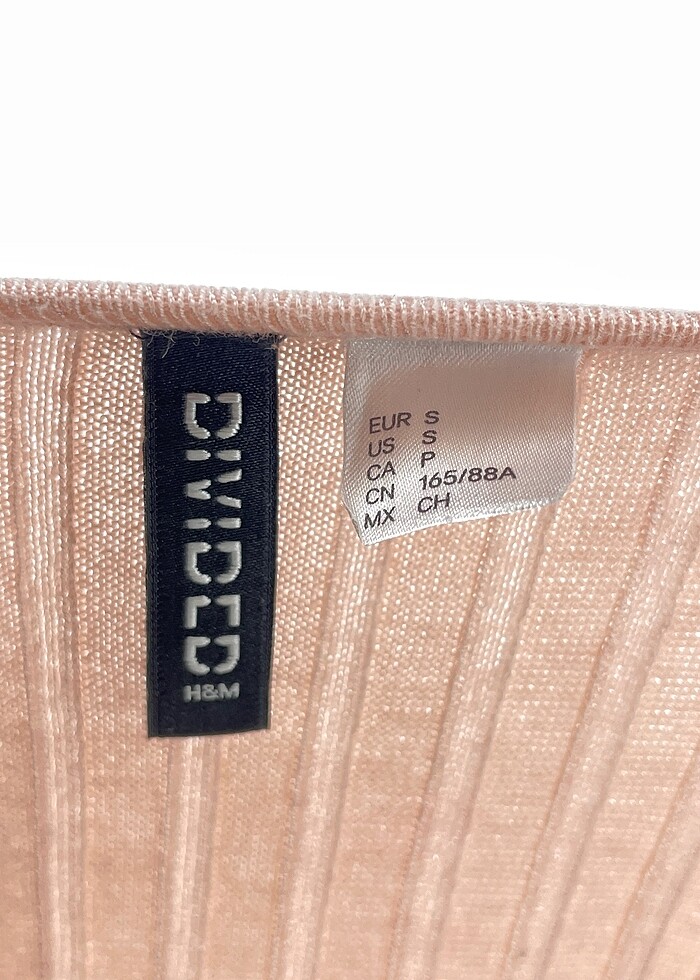 DIVIDED
H&M
EUR S
US S
CA P
CN 165/88A
MX CH